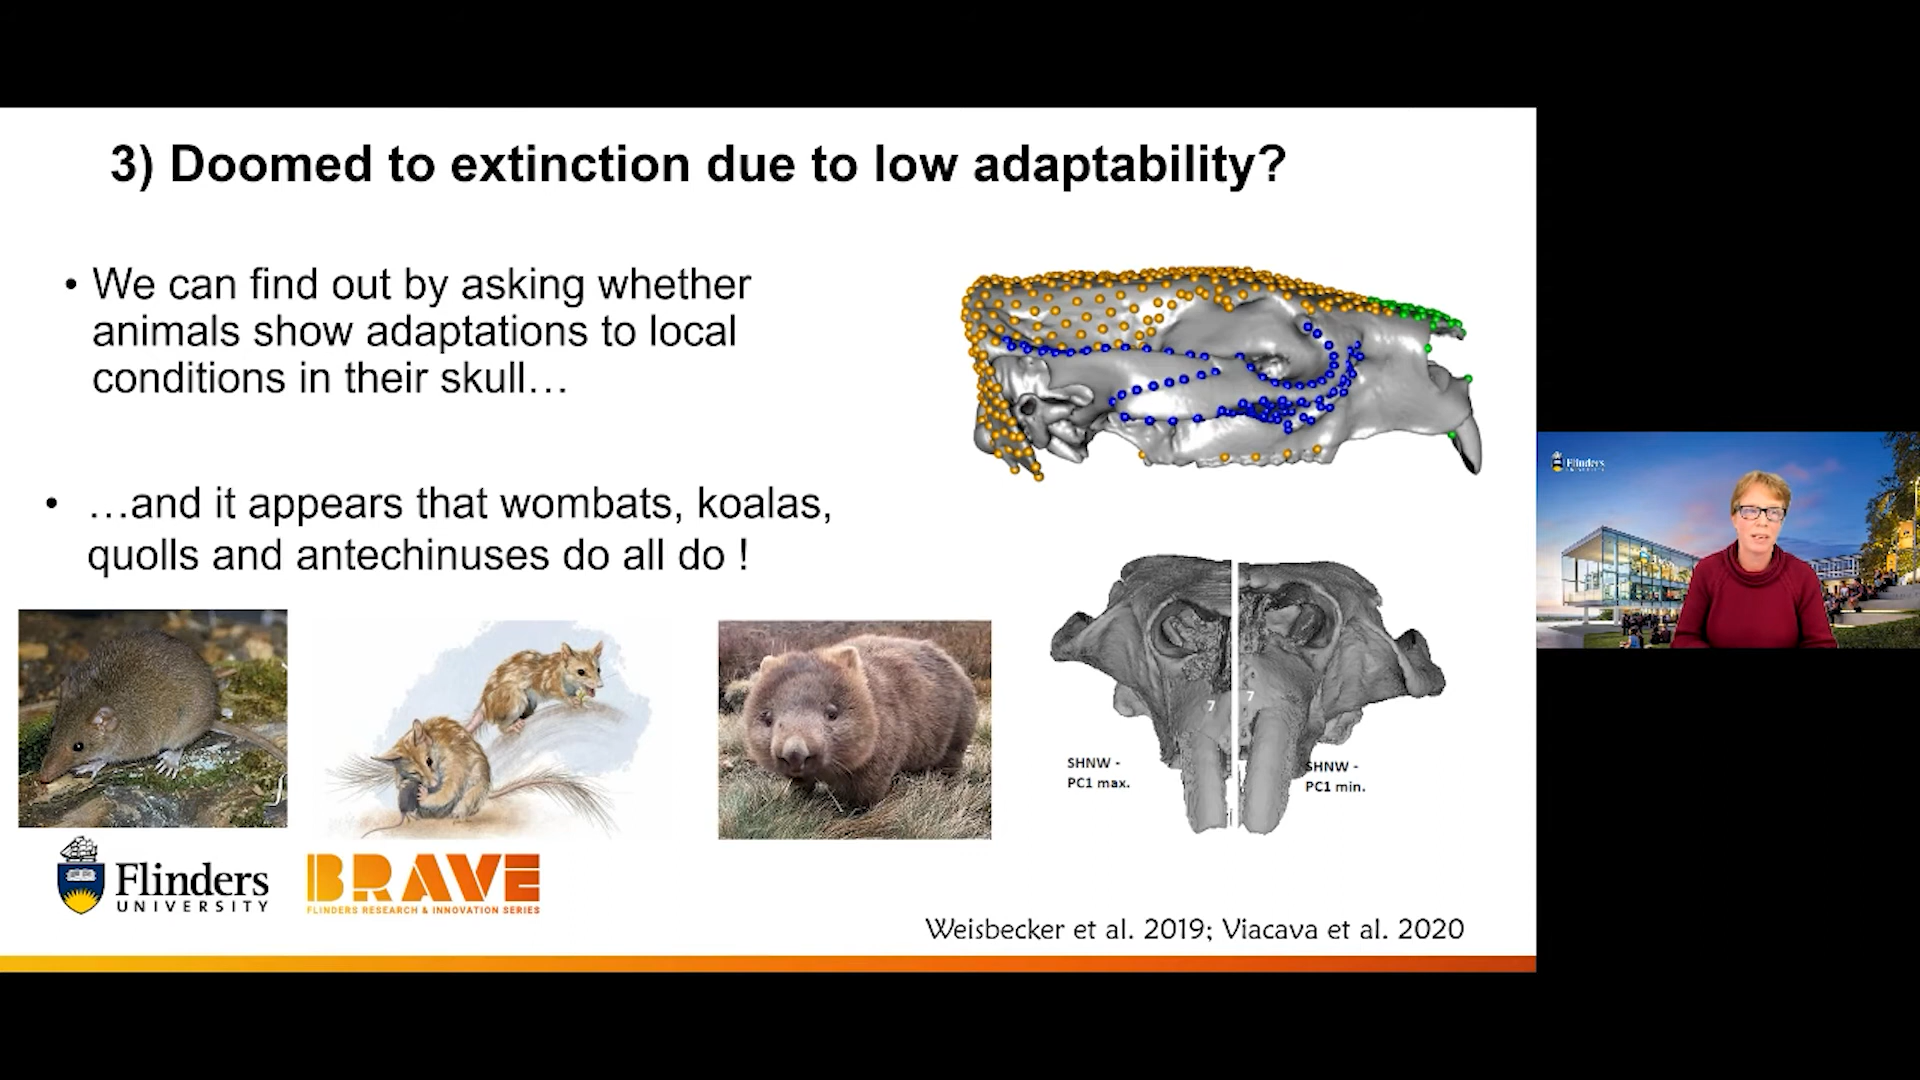 3) Doomed to extinction due to low adaptability?
• We can find out by asking whether
animals show adaptations to local
conditions in their skull…
• …and it appears that wombats, koalas,
quolls and antechinuses do all do !
7
7
SHNW -
PC1 max.
SHNW -
PC1 min.
Flinders
UNIVERSITY
BRAVE
FLINDERS RESEARCH & INNOVATION SERIES
Weisbecker et al. 2019; Viacava et al. 2020
Flinders